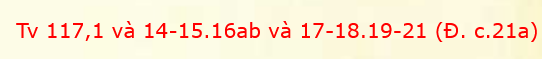 Tv 117,1 và 14-15.16ab và 17-18.19-21 (Đ. c.21a)